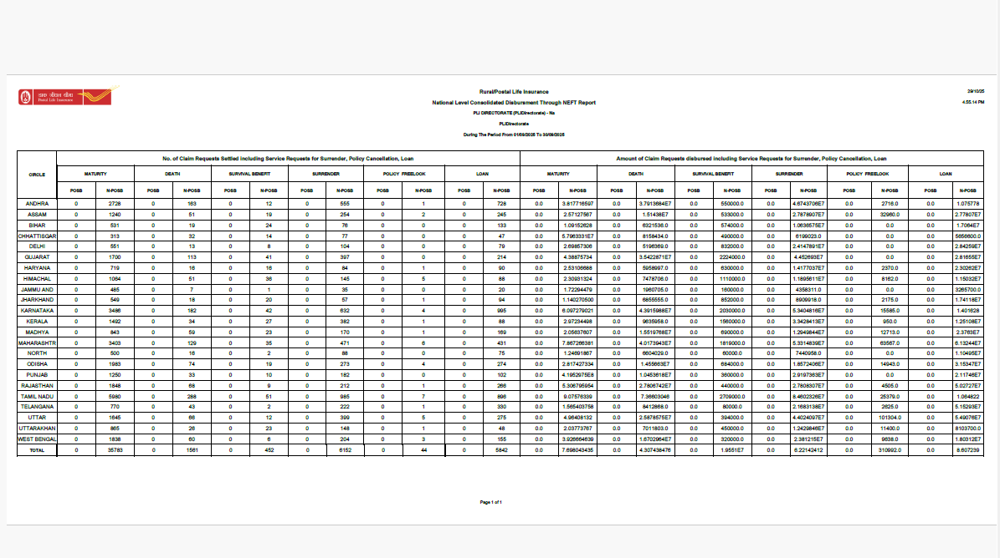 डाक जीवन बीमा
Postal Life Insurance
Rural/Postal Life Insurance
29/10/25
National Level Consolidated Disbursment Through NEFT Report
4.55.14 PM
PLI DIRECTORATE (PLIDirectorate) - Na
PLIDirectorate
During The Period From 01/09/2025 To 30/09/2025
CIRCLE No. of Claim Requests Settled including Service Requests for Surrender, Policy Cancellation, Loan Amount of Claim Requests disbursed including Service Requests for Surrender, Policy Cancellation, Loan
MATURITY DEATH SURVIVAL BENEFIT SURRENDER POLICY FREELOOK LOAN MATURITY DEATH SURVIVAL BENEFIT SURRENDER POLICY FREELOOK LOAN
POSB N-POSB POSB N-POSB POSB N-POSB POSB N-POSB POSB N-POSB POSB N-POSB POSB N-POSB POSB N-POSB POSB N-POSB POSB N-POSB POSB N-POSB POSB N-POSB
ANDHRA 0 2728 0 163 0 12 0 555 0 1 0 728 0.0 3.817716597 0.0 3.7913684E7 0.0 550000.0 0.0 4.6743706E7 0.0 2716.0 0.0 1.075778
ASSAM 0 1240 0 51 0 19 0 254 0 2 0 245 0.0 2.57127567 0.0 1.51438E7 0.0 533000.0 0.0 2.7878907E7 0.0 32960.0 0.0 2.77807E7
BIHAR 0 531 0 19 0 24 0 76 0 0 0 133 0.0 1.09152628 0.0 6321536.0 0.0 574000.0 0.0 1.0636575E7 0.0 0.0 0.0 1.7064E7
CHHATTISGAR 0 313 0 32 0 14 0 77 0 0 0 47 0.0 5.7963331E7 0.0 8158434.0 0.0 490000.0 0.0 6199023.0 0.0 0.0 0.0 5656600.0
DELHI 0 551 0 13 0 8 0 104 0 0 0 79 0.0 2.69857306 0.0 5196369.0 0.0 832000.0 0.0 2.4147891E7 0.0 0.0 0.0 2.84259E7
GUJARAT 0 1700 0 113 0 41 0 397 0 0 0 214 0.0 4.38875734 0.0 3.5422871E7 0.0 2224000.0 0.0 4.452693E7 0.0 0.0 0.0 2.81655E7
HARYANA 0 719 0 16 0 16 0 84 0 1 0 90 0.0 2.53106688 0.0 5958997.0 0.0 630000.0 0.0 1.4177037E7 0.0 2370.0 0.0 2.30262E7
HIMACHAL 0 1064 0 51 0 36 0 145 0 5 0 88 0.0 2.30931324 0.0 7478706.0 0.0 1110000.0 0.0 1.1895611E7 0.0 8162.0 0.0 1.15032E7
JAMMU AND 0 485 0 7 0 1 0 35 0 0 0 20 0.0 1.72294479 0.0 1960705.0 0.0 160000.0 0.0 4358311.0 0.0 0.0 0.0 3265700.0
JHARKHAND 0 549 0 18 0 20 0 57 0 1 0 94 0.0 1.140270500 0.0 6855555.0 0.0 852000.0 0.0 8909918.0 0.0 2175.0 0.0 1.74118E7
KARNATAKA 0 3486 0 182 0 42 0 632 0 4 0 995 0.0 6.097279021 0.0 4.3915988E7 0.0 2030000.0 0.0 5.3404816E7 0.0 15585.0 0.0 1.401628
KERALA 0 1492 0 34 0 27 0 382 0 1 0 88 0.0 2.97234498 0.0 9635958.0 0.0 1560000.0 0.0 3.3428413E7 0.0 950.0 0.0 1.25108E7
MADHYA 0 843 0 59 0 23 0 170 0 1 0 169 0.0 2.05637607 0.0 1.5519768E7 0.0 690000.0 0.0 1.2949844E7 0.0 12713.0 0.0 2.3763E7
MAHARASHTR 0 3403 0 129 0 35 0 471 0 6 0 431 0.0 7.867266381 0.0 4.0173943E7 0.0 1819000.0 0.0 5.3314839E7 0.0 63567.0 0.0 6.13244E7
NORTH 0 500 0 16 0 2 0 88 0 0 0 75 0.0 1.24691867 0.0 6604029.0 0.0 60000.0 0.0 7440958.0 0.0 0.0 0.0 1.10495E7
ODISHA 0 1983 0 74 0 19 0 273 0 4 0 274 0.0 2.817427334 0.0 1.455663E7 0.0 684000.0 0.0 1.8572406E7 0.0 14943.0 0.0 3.15347E7
PUNJAB 0 1250 0 33 0 10 0 182 0 0 0 102 0.0 4.1952975E8 0.0 1.0453618E7 0.0 360000.0 0.0 2.9197363E7 0.0 0.0 0.0 2.11746E7
RAJASTHAN 0 1848 0 68 0 9 0 212 0 1 0 266 0.0 5.306795954 0.0 2.7806742E7 0.0 440000.0 0.0 2.7808307E7 0.0 4505.0 0.0 5.02727E7
TAMIL NADU 0 5980 0 288 0 51 0 985 0 7 0 896 0.0 9.07576339 0.0 7.36603046 0.0 2709000.0 0.0 8.4602326E7 0.0 25379.0 0.0 1.064822
TELANGANA 0 770 0 43 0 2 0 222 0 1 0 330 0.0 1.565403758 0.0 8412868.0 0.0 80000.0 0.0 2.1683138E7 0.0 2625.0 0.0 5.15293E7
UTTAR 0 1645 0 66 0 12 0 399 0 5 0 275 0.0 4.96408132 0.0 2.5878575E7 0.0 394000.0 0.0 4.4024097E7 0.0 101304.0 0.0 5.49076E7
UTTARAKHAN 0 865 0 26 0 23 0 148 0 1 0 48 0.0 2.03773767 0.0 7011803.0 0.0 450000.0 0.0 1.2429846E7 0.0 11400.0 0.0 8103700.0
WEST BENGAL 0 1838 0 60 0 6 0 204 0 3 0 155 0.0 3.926664639 0.0 1.6702964E7 0.0 320000.0 0.0 2.381215E7 0.0 9638.0 0.0 1.80312E7
TOTAL 0 35783 0 1561 0 452 0 6152 0 44 0 5842 0.0 7.698043435 0.0 4.307438476 0.0 1.9551E7 0.0 6.22142412 0.0 310992.0 0.0 8.607239
Page 1 of 1